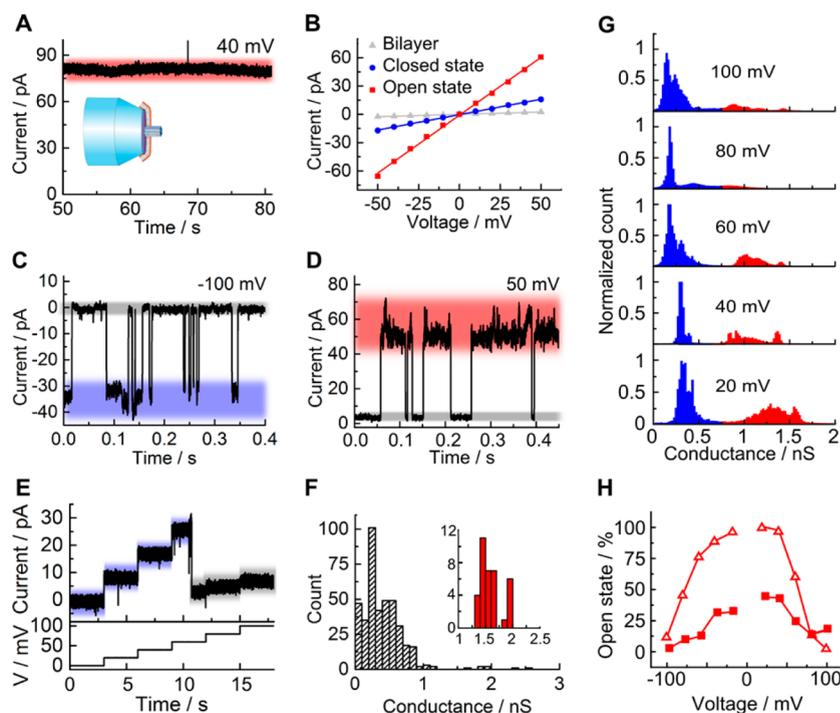 A
40 mV
90
60
30
0
Current / pA
50 60 70 80
Time / s
B
Bilayer
Closed state
Open state
60
30
0
-30
-60
Current / pA
-50 -25 0 25 50
Voltage / mV
C
-100 mV
10
0
-10
-20
-30
-40
Current / pA
0.0 0.1 0.2 0.3 0.4
Time / s
D
50 mV
80
60
40
20
0
Current / pA
0.0 0.1 0.2 0.3 0.4
Time / s
E
30
20
10
0
Current / pA
100
50
0
V / mV
0 5 10 15
Time / s
F
100
75
50
25
0
Count
0 1 2 3
Conductance / nS
12
8
4
0
1 1.5 2 2.5
G
100 mV
80 mV
60 mV
40 mV
20 mV
1
0.5
1
0.5
1
0.5
1
0.5
1
0.5
0
Normalized count
0 0.5 1 1.5 2
Conductance / nS
H
100
75
50
25
0
Open state / %
-100 0 100
Voltage / mV